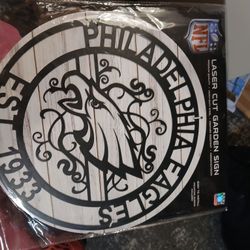 PHILADELPHIA EAGLES
EST. 1933
NFL
LASER CUT GARDEN SIGN